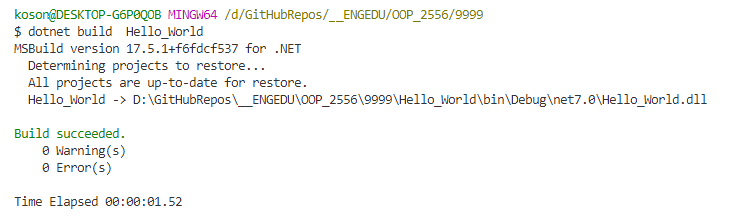 koson@DESKTOP-G6P0QOB MINGW64 /d/GitHubRepos/__ENGEDU/OOP_2556/9999
$ dotnet build  Hello_World
MSBuild version 17.5.1+f6fdcf537 for .NET
  Determining projects to restore...
  All projects are up-to-date for restore.
  Hello_World -> D:\GitHubRepos\__ENGEDU\OOP_2556\9999\Hello_World\bin\Debug\net7.0\Hello_World.dll

Build succeeded.
    0 Warning(s)
    0 Error(s)

Time Elapsed 00:00:01.52